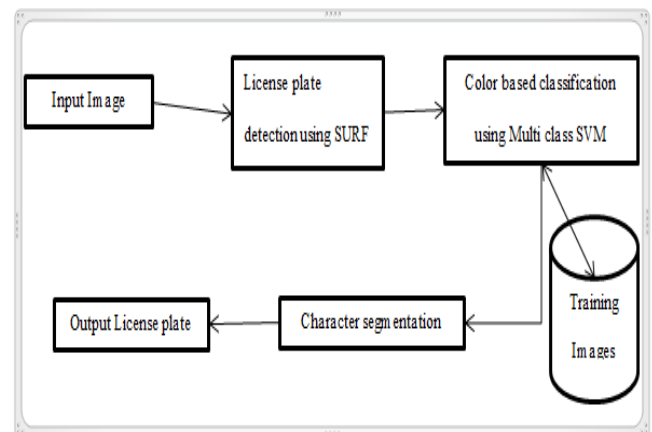 Input Image
License plate
detection using SURF
Color based classification
using Multi class SVM
Training
Images
Character segmentation
Output License plate